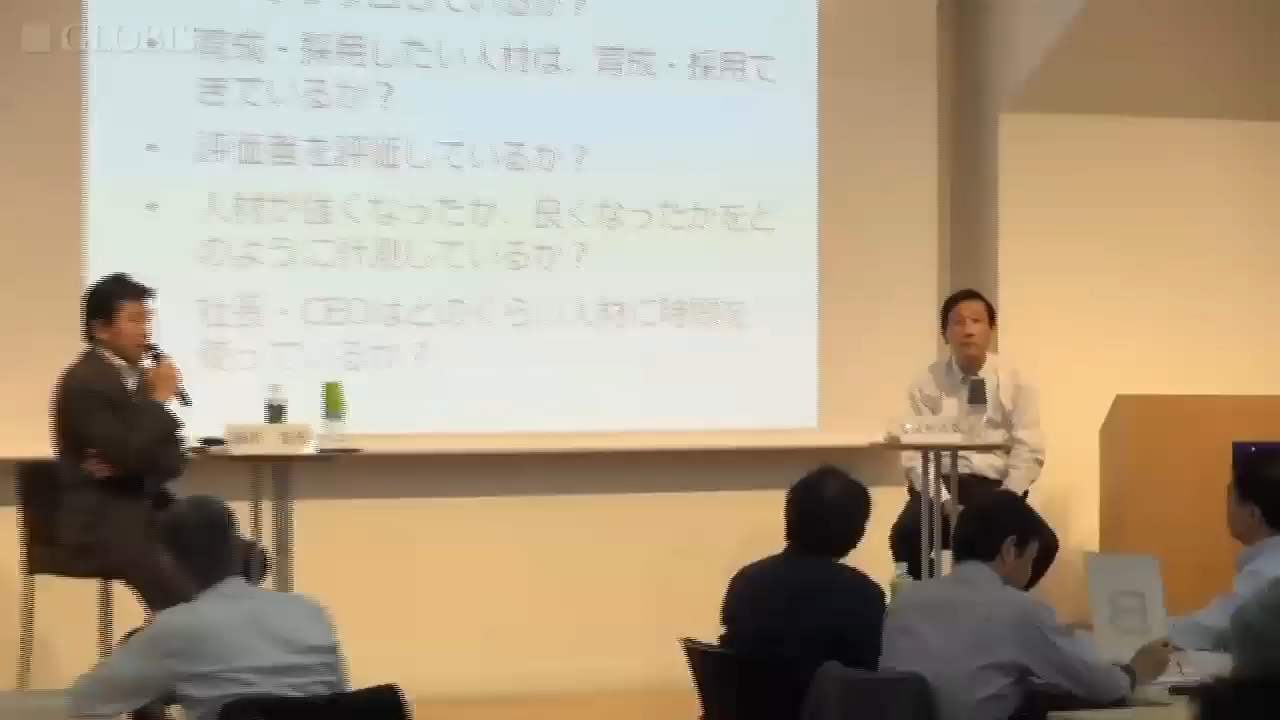 GLOBIS
• 育成・採用したい人材は、育成・採用で
きているか？
• 評価者を評価しているか？
• 人材が強くなったか、良くなったかをど
のように計測しているか？
社長・CEOはどのくらい人材に時間を
使っているか？